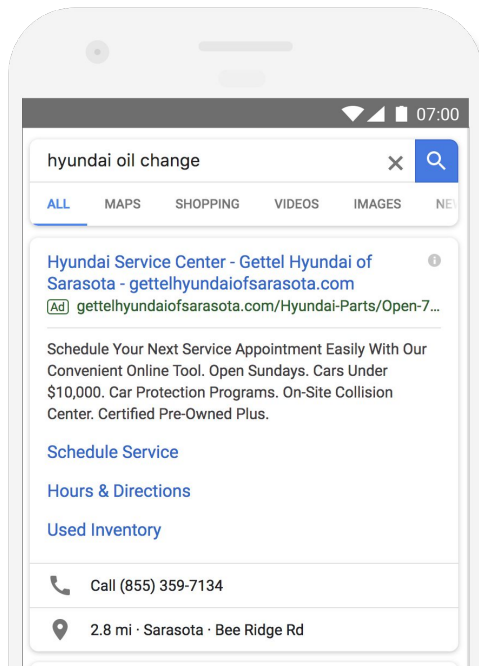 07:00
hyundai oil change
ALL MAPS SHOPPING VIDEOS IMAGES
Hyundai Service Center - Gettel Hyundai of
Sarasota - gettelhyundaiofsarasota.com
Ad gettelhyundaiofsarasota.com/Hyundai-Parts/Open-7...
Schedule Your Next Service Appointment Easily With Our
Convenient Online Tool. Open Sundays. Cars Under
$10,000. Car Protection Programs. On-Site Collision
Center. Certified Pre-Owned Plus.
Schedule Service
Hours & Directions
Used Inventory
Call (855) 359-7134
2.8 mi · Sarasota · Bee Ridge Rd